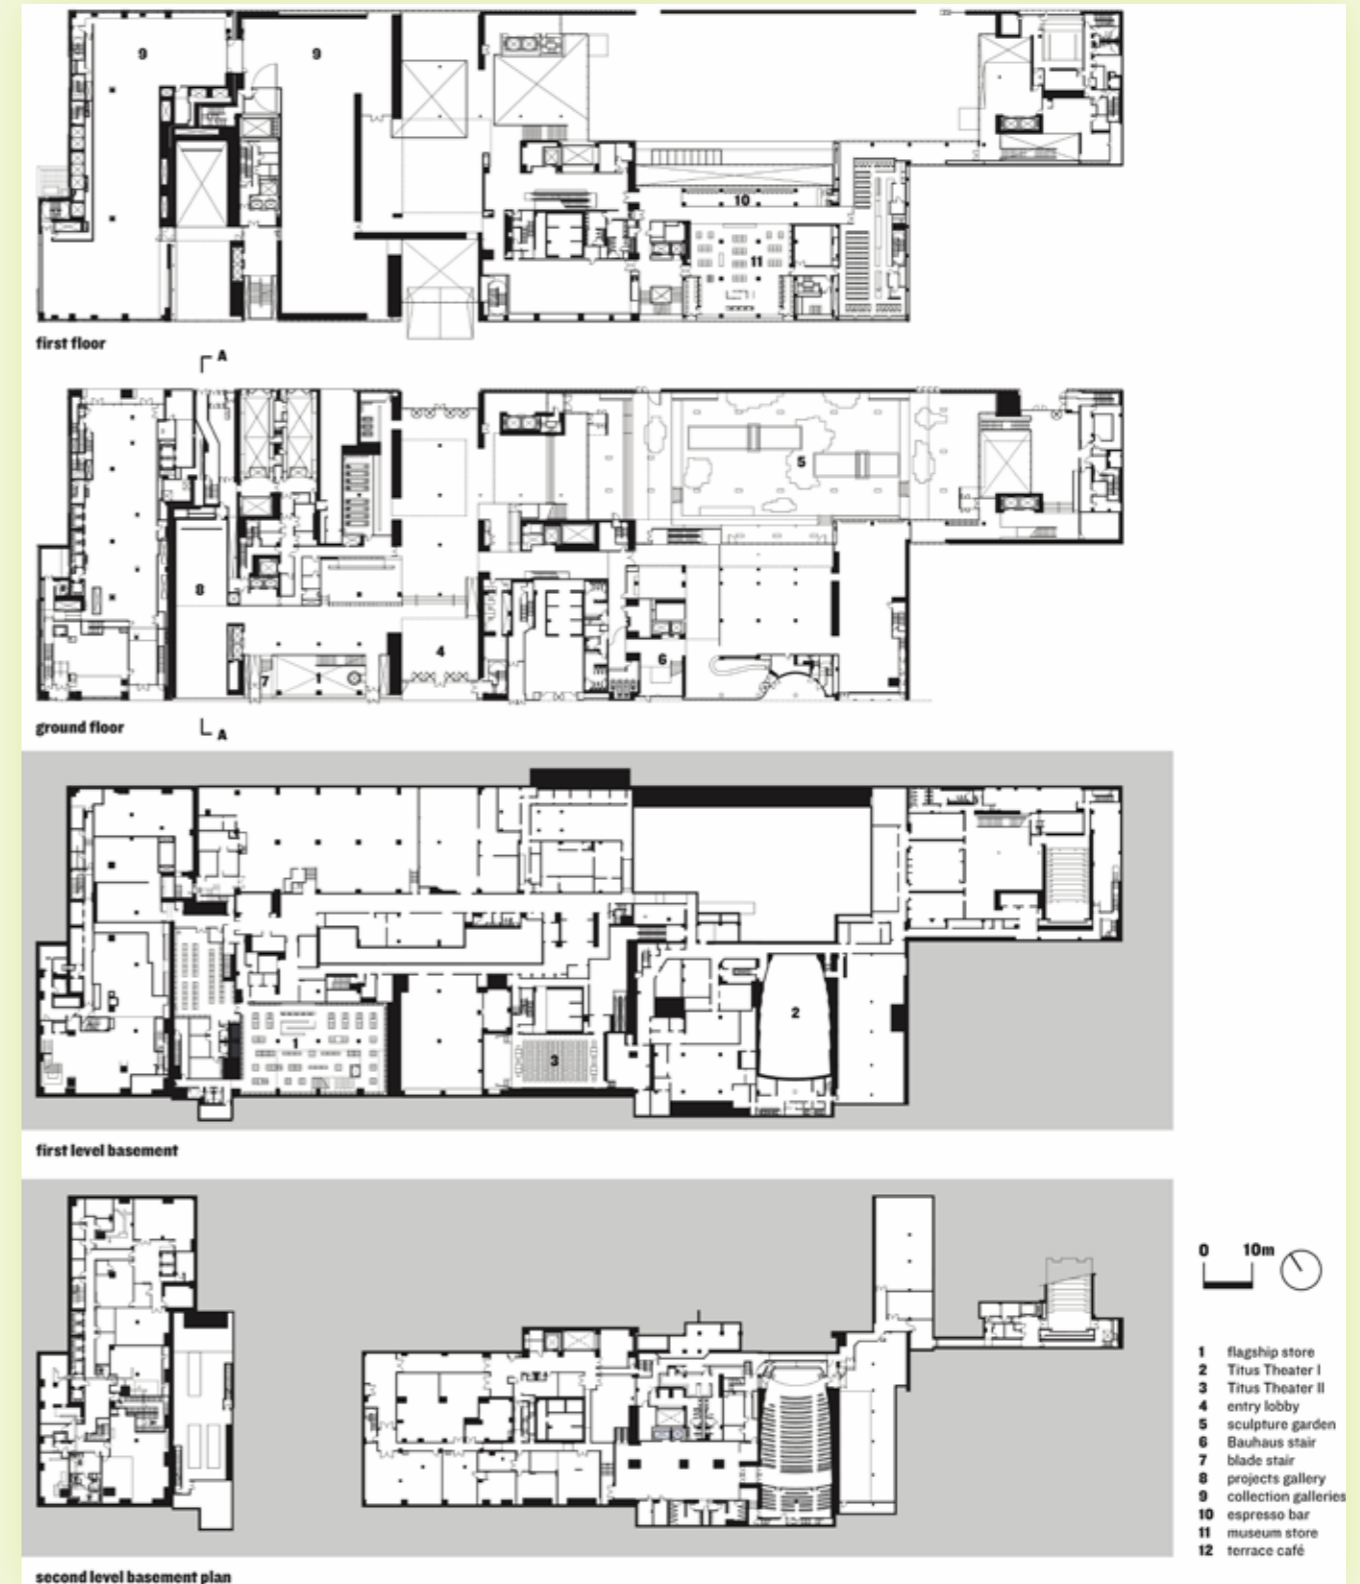 9
9
10
11
first floor
A
5
8
4
6
7
1
ground floor
A
2
1
3
first level basement
0 10m
1 flagship store
2 Titus Theater I
3 Titus Theater II
4 entry lobby
5 sculpture garden
6 Bauhaus stair
7 blade stair
8 projects gallery
9 collection galleries
10 espresso bar
11 museum store
12 terrace café
second level basement plan